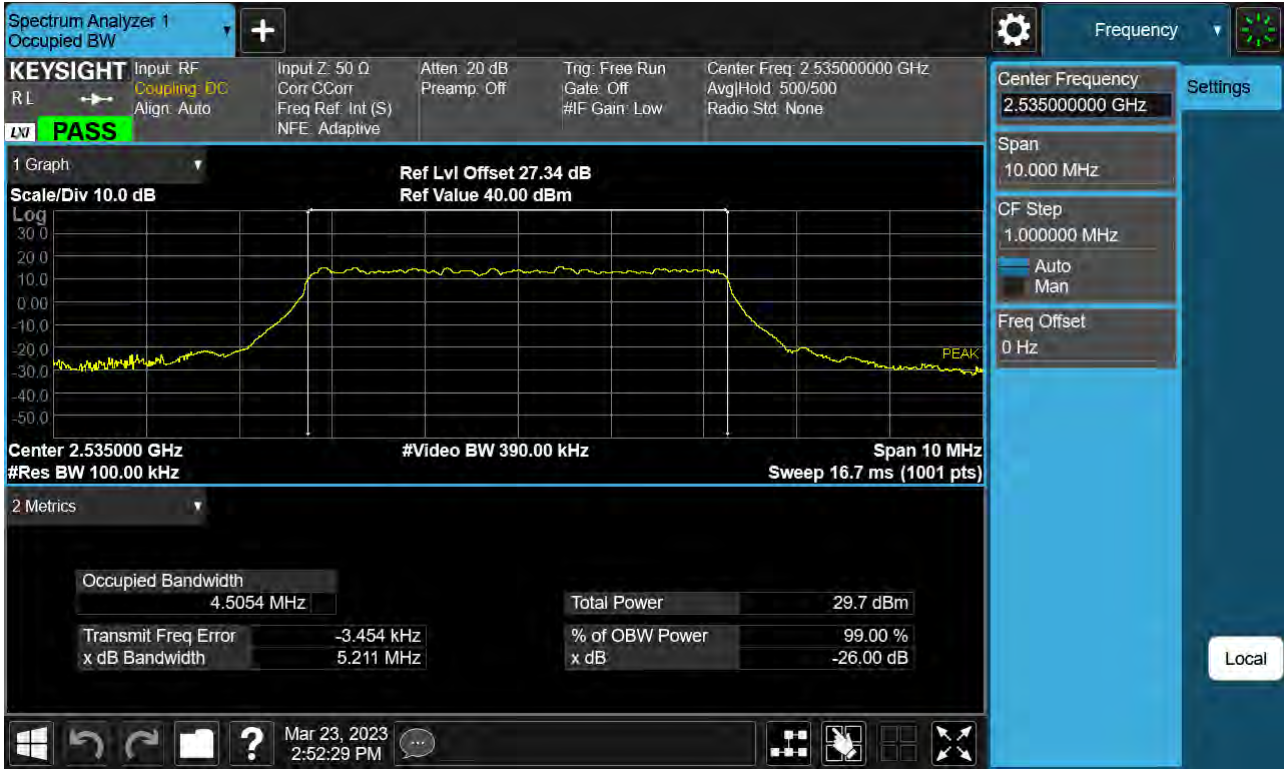 Spectrum Analyzer 1
Occupied BW
Frequency
KEYSIGHT
R L
LXI
PASS
Input: RF
Coupling: DC
Align: Auto
Input Z: 50 Ω
Corr CCorr
Freq Ref: Int (S)
NFE: Adaptive
Atten: 20 dB
Preamp: Off
Trig: Free Run
Gate: Off
#IF Gain: Low
Center Freq: 2.535000000 GHz
Avg|Hold: 500/500
Radio Std: None
1 Graph
Scale/Div 10.0 dB
Ref Lvl Offset 27.34 dB
Ref Value 40.00 dBm
Log
30.0
20.0
10.0
0.00
-10.0
-20.0
-30.0
-40.0
-50.0
PEAK
Center 2.535000 GHz
#Video BW 390.00 kHz
Span 10 MHz
#Res BW 100.00 kHz
Sweep 16.7 ms (1001 pts)
2 Metrics
Occupied Bandwidth
4.5054 MHz
Total Power 29.7 dBm
Transmit Freq Error -3.454 kHz
% of OBW Power 99.00 %
x dB Bandwidth 5.211 MHz
x dB -26.00 dB
Center Frequency
2.535000000 GHz
Settings
Span
10.000 MHz
CF Step
1.000000 MHz
Auto
Man
Freq Offset
0 Hz
Local
?
Mar 23, 2023
2:52:29 PM